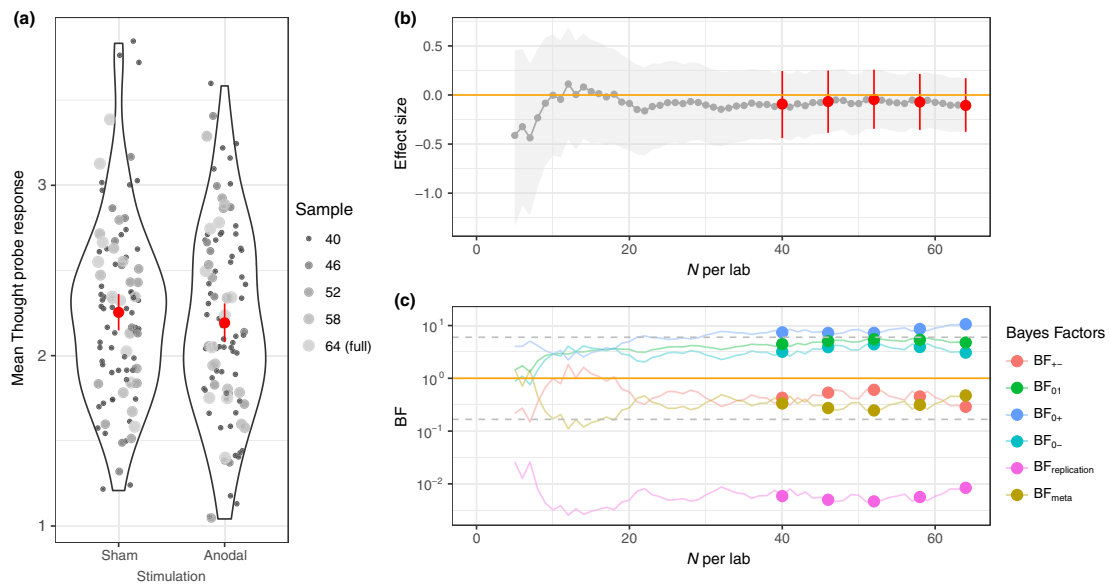 (a)
Mean Thought probe response
3
2
1
Sham
Anodal
Stimulation
Sample
40
46
52
58
64 (full)
(b)
Effect size
0.5
0.0
−0.5
−1.0
0
20
40
60
N per lab
(c)
BF
10¹
10⁰
10⁻¹
10⁻²
0
20
40
60
N per lab
Bayes Factors
BF₊₋
BF₀₁
BF₀₊
BF₀₋
BFreplication
BFmeta